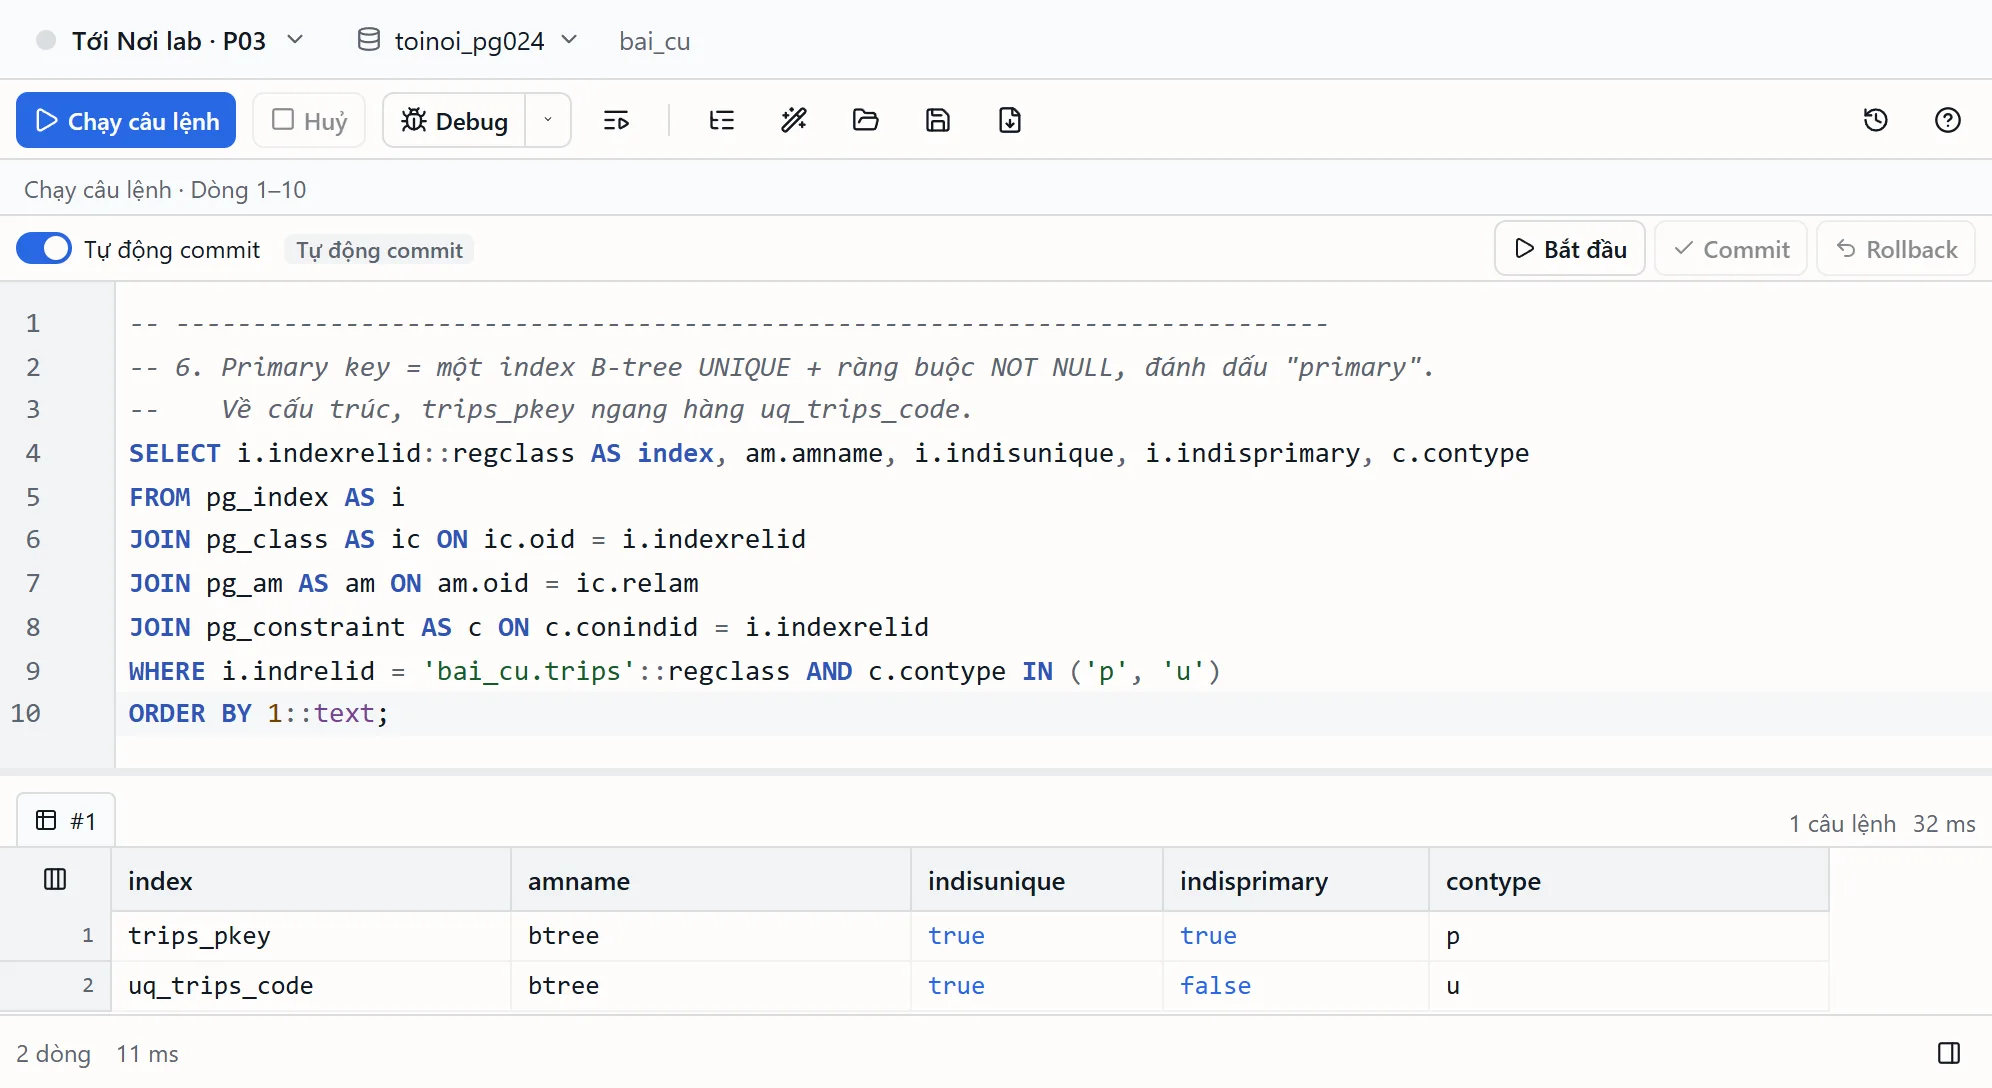 Tới Nơi lab · P03 toinoi_pg024 bai_cu
Chạy câu lệnh Huỷ Debug
Chạy câu lệnh · Dòng 1–10
Tự động commit Tự động commit Bắt đầu Commit Rollback
1 -- ---------------------------------------------------------------------------
2 -- 6. Primary key = một index B-tree UNIQUE + ràng buộc NOT NULL, đánh dấu "primary".
3 --    Về cấu trúc, trips_pkey ngang hàng uq_trips_code.
4 SELECT i.indexrelid::regclass AS index, am.amname, i.indisunique, i.indisprimary, c.contype
5 FROM pg_index AS i
6 JOIN pg_class AS ic ON ic.oid = i.indexrelid
7 JOIN pg_am AS am ON am.oid = ic.relam
8 JOIN pg_constraint AS c ON c.conindid = i.indexrelid
9 WHERE i.indrelid = 'bai_cu.trips'::regclass AND c.contype IN ('p', 'u')
10 ORDER BY 1::text;
#1 1 câu lệnh 32 ms
index amname indisunique indisprimary contype
1 trips_pkey btree true true p
2 uq_trips_code btree true false u
2 dòng 11 ms